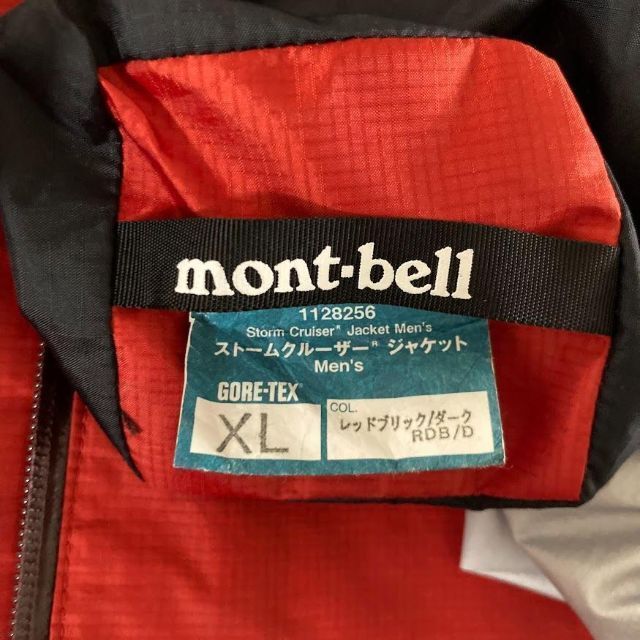 mont-bell
1128256
Storm Cruiser® Jacket Men's
ストームクルーザー® ジャケット
Men's
GORE-TEX®
XL
COL.
レッドブリック/ダーク
RDB/D